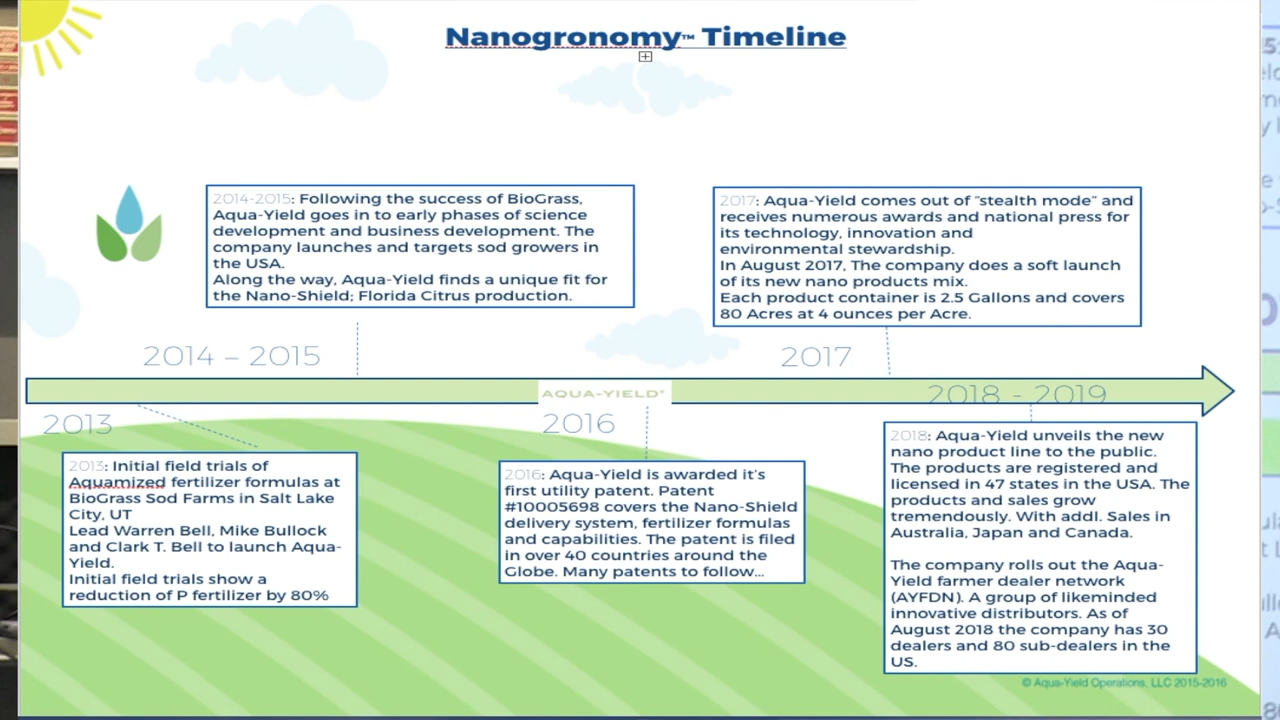 Nanogronomy™ Timeline
2014-2015: Following the success of BioGrass,
Aqua-Yield goes in to early phases of science
development and business development. The
company launches and targets sod growers in
the USA.
Along the way, Aqua-Yield finds a unique fit for
the Nano-Shield; Florida Citrus production.
2017: Aqua-Yield comes out of “stealth mode” and
receives numerous awards and national press for
its technology, innovation and
environmental stewardship.
In August 2017, The company does a soft launch
of its new nano products mix.
Each product container is 2.5 Gallons and covers
80 Acres at 4 ounces per Acre.
2014 – 2015
2017
AQUA-YIELD®
2018 - 2019
2013
2016
2013: Initial field trials of
Aquamized fertilizer formulas at
BioGrass Sod Farms in Salt Lake
City, UT
Lead Warren Bell, Mike Bullock
and Clark T. Bell to launch Aqua-
Yield.
Initial field trials show a
reduction of P fertilizer by 80%
2016: Aqua-Yield is awarded it's
first utility patent. Patent
#10005698 covers the Nano-Shield
delivery system, fertilizer formulas
and capabilities. The patent is filed
in over 40 countries around the
Globe. Many patents to follow...
2018: Aqua-Yield unveils the new
nano product line to the public.
The products are registered and
licensed in 47 states in the USA. The
products and sales grow
tremendously. With addl. Sales in
Australia, Japan and Canada.
The company rolls out the Aqua-
Yield farmer dealer network
(AYFDN). A group of likeminded
innovative distributors. As of
August 2018 the company has 30
dealers and 80 sub-dealers in the
US.
© Aqua-Yield Operations, LLC 2015-2016